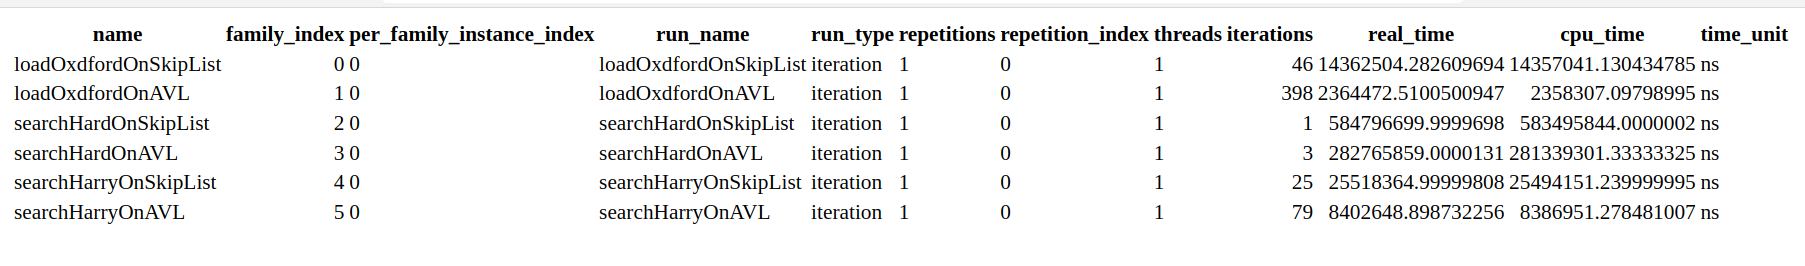 name family_index per_family_instance_index run_name run_type repetitions repetition_index threads iterations real_time cpu_time time_unit
loadOxdfordOnSkipList 0 0 loadOxdfordOnSkipList iteration 1 0 1 46 14362504.282609694 14357041.130434785 ns
loadOxdfordOnAVL 1 0 loadOxdfordOnAVL iteration 1 0 1 398 2364472.5100500947 2358307.09798995 ns
searchHardOnSkipList 2 0 searchHardOnSkipList iteration 1 0 1 1 584796699.9999698 583495844.0000002 ns
searchHardOnAVL 3 0 searchHardOnAVL iteration 1 0 1 3 282765859.0000131 281339301.33333325 ns
searchHarryOnSkipList 4 0 searchHarryOnSkipList iteration 1 0 1 25 25518364.99999808 25494151.239999995 ns
searchHarryOnAVL 5 0 searchHarryOnAVL iteration 1 0 1 79 8402648.898732256 8386951.278481007 ns